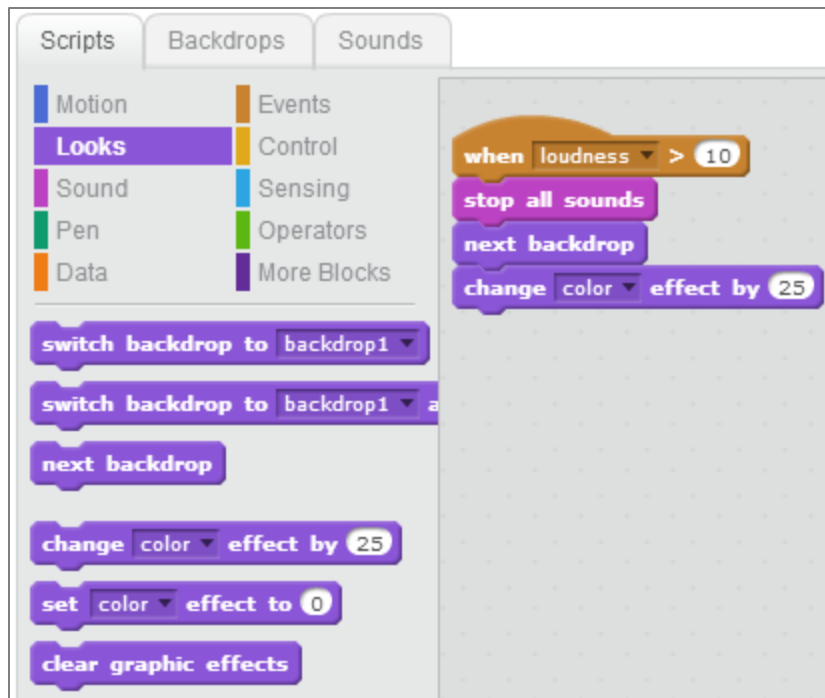 Scripts Backdrops Sounds
Motion Events
Looks Control
Sound Sensing
Pen Operators
Data More Blocks
switch backdrop to backdrop1
switch backdrop to backdrop1 a
next backdrop
change color effect by 25
set color effect to 0
clear graphic effects
when loudness > 10
stop all sounds
next backdrop
change color effect by 25